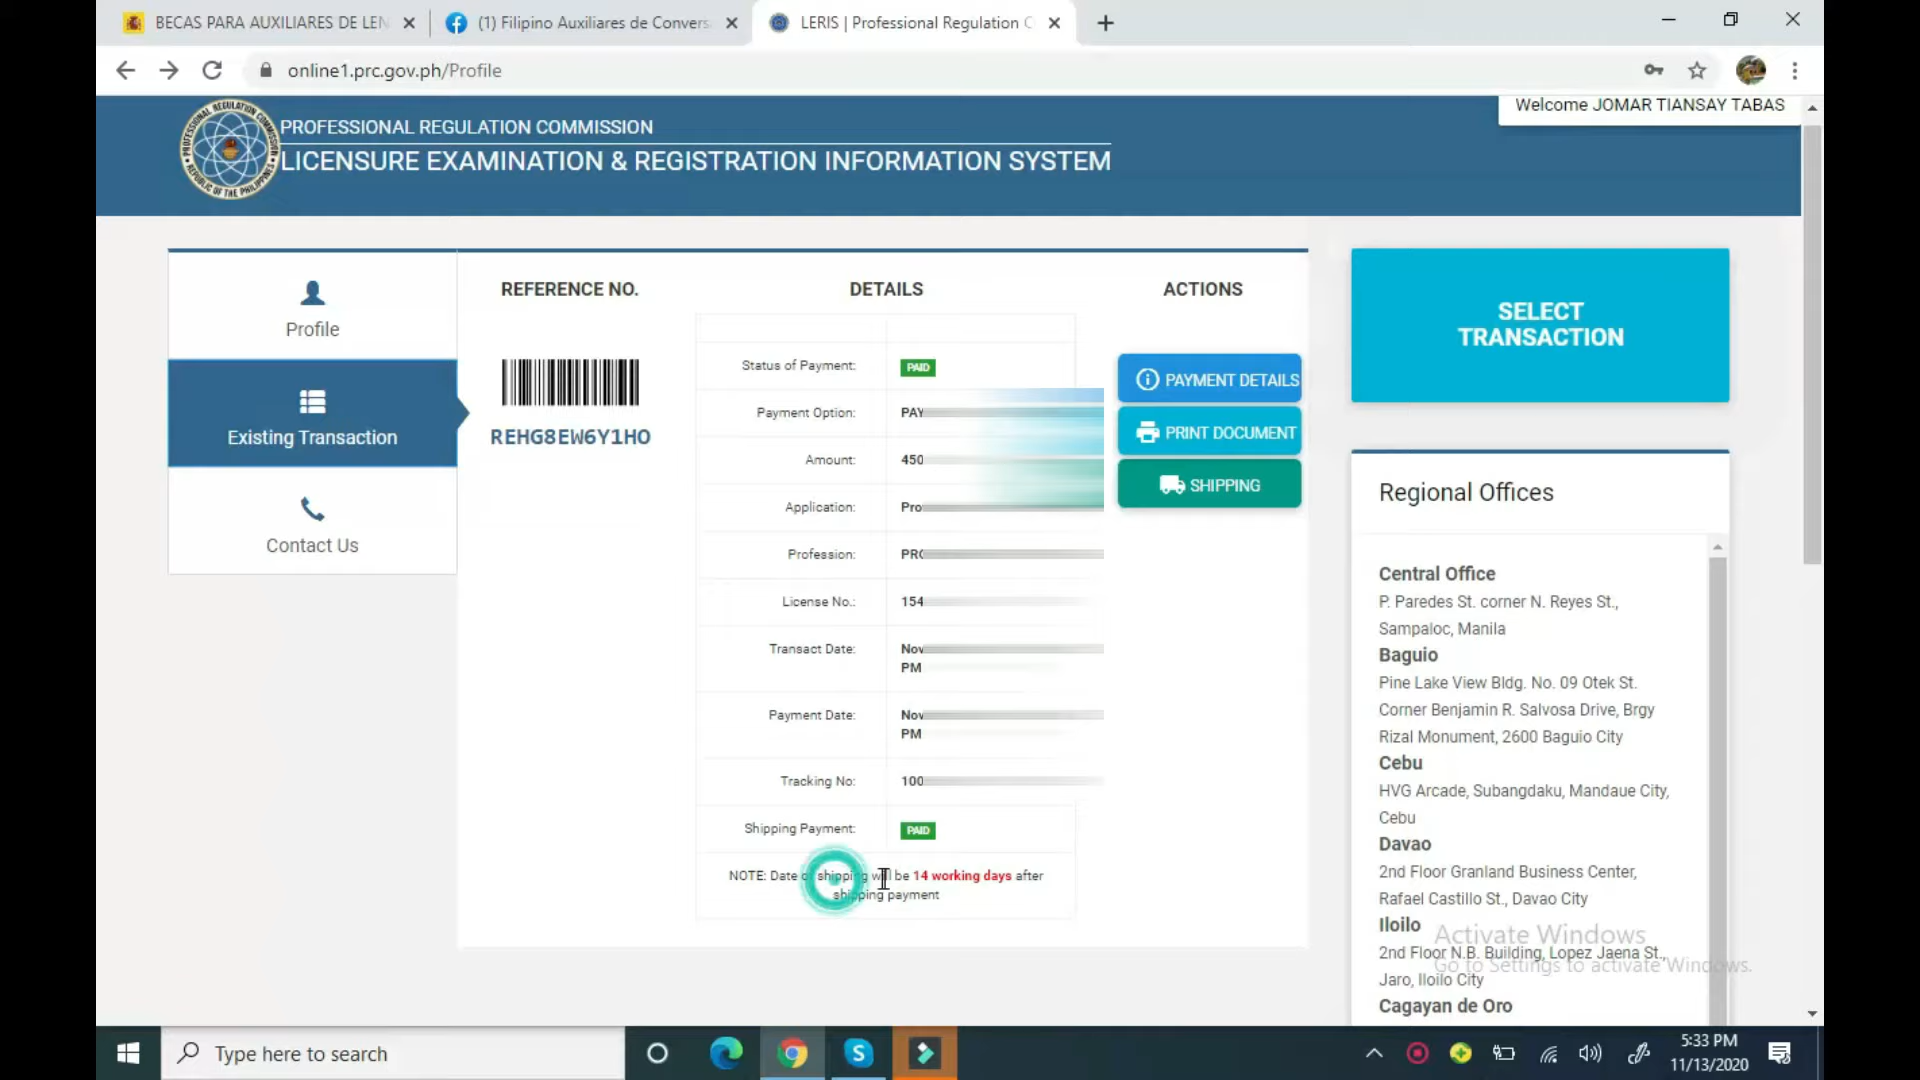 BECAS PARA AUXILIARES DE LEN
(1) Filipino Auxiliares de Convers
LERIS | Professional Regulation C
online1.prc.gov.ph/Profile
Welcome JOMAR TIANSAY TABAS
PROFESSIONAL REGULATION COMMISSION
LICENSURE EXAMINATION & REGISTRATION INFORMATION SYSTEM
Profile
Existing Transaction
Contact Us
REFERENCE NO.
DETAILS
ACTIONS
REHG8EW6Y1HO
Status of Payment: PAID
Payment Option: PAY
Amount: 450
Application: Pro
Profession: PR
License No.: 154
Transact Date: Nov
PM
Payment Date: Nov
PM
Tracking No: 100
Shipping Payment: PAID
NOTE: Date of shipping will be 14 working days after
shipping payment
PAYMENT DETAILS
PRINT DOCUMENT
SHIPPING
SELECT
TRANSACTION
Regional Offices
Central Office
P. Paredes St. corner N. Reyes St.,
Sampaloc, Manila
Baguio
Pine Lake View Bldg. No. 09 Otek St.
Corner Benjamin R. Salvosa Drive, Brgy
Rizal Monument, 2600 Baguio City
Cebu
HVG Arcade, Subangdaku, Mandaue City,
Cebu
Davao
2nd Floor Granland Business Center,
Rafael Castillo St., Davao City
Iloilo
2nd Floor N.B. Building, Lopez Jaena St.,
Jaro, Iloilo City
Cagayan de Oro
Activate Windows
Go to Settings to activate Windows.
Type here to search
5:33 PM
11/13/2020